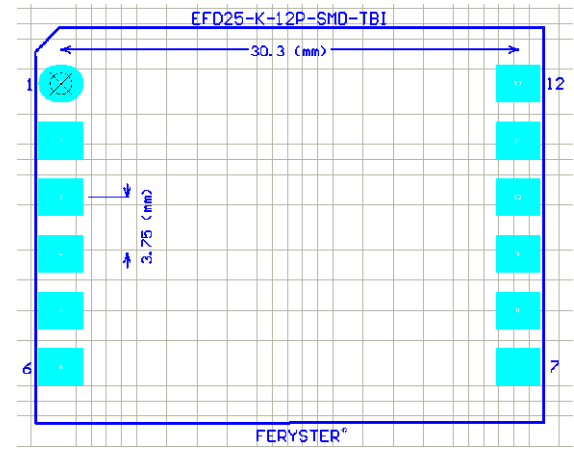 EFD25-K-12P-SMD-TBI
30.3 (mm)
1
12
3.75 (mm)
6
7
FERYSTER®